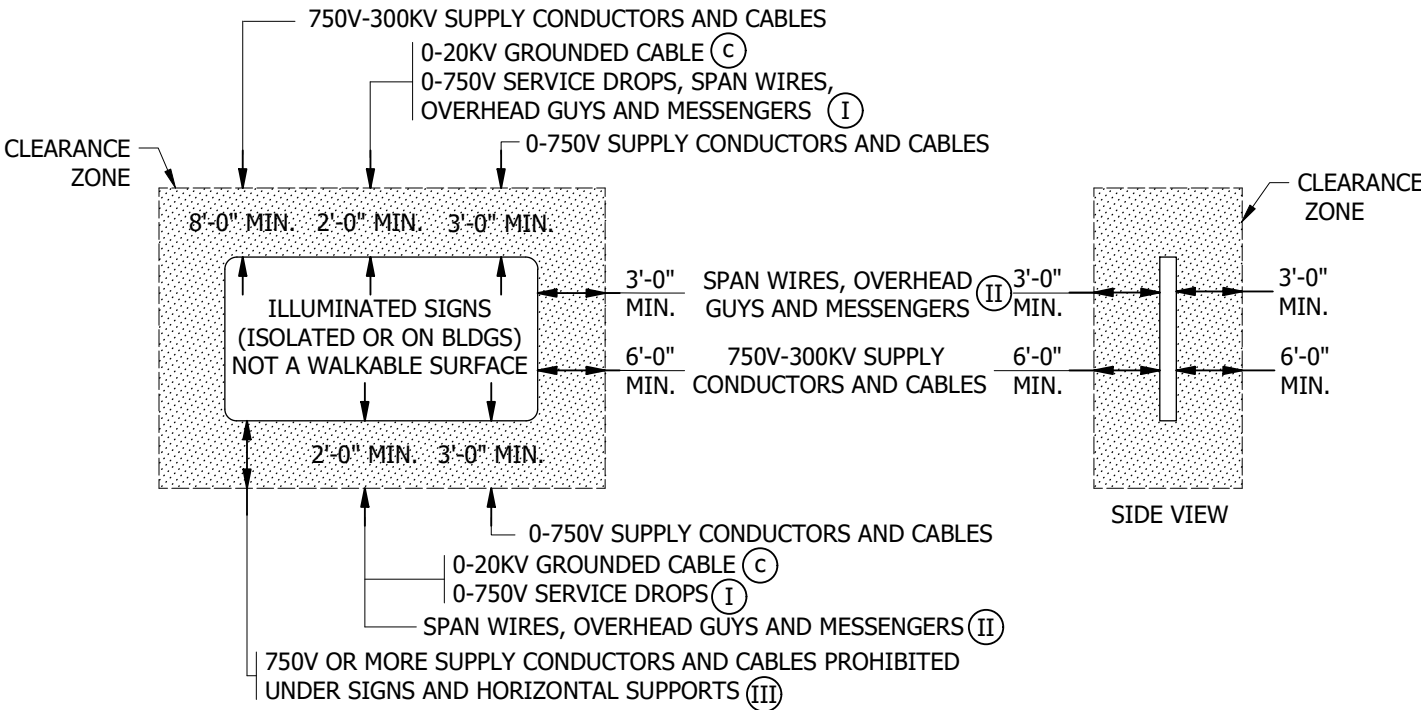 750V-300KV SUPPLY CONDUCTORS AND CABLES
0-20KV GROUNDED CABLE C
0-750V SERVICE DROPS, SPAN WIRES,
OVERHEAD GUYS AND MESSENGERS I
0-750V SUPPLY CONDUCTORS AND CABLES
CLEARANCE
ZONE
CLEARANCE
ZONE
8'-0" MIN. 2'-0" MIN. 3'-0" MIN.
ILLUMINATED SIGNS
(ISOLATED OR ON BLDGS)
NOT A WALKABLE SURFACE
3'-0"
MIN.
SPAN WIRES, OVERHEAD
GUYS AND MESSENGERS II
3'-0"
MIN.
3'-0"
MIN.
6'-0"
MIN.
750V-300KV SUPPLY
CONDUCTORS AND CABLES
6'-0"
MIN.
6'-0"
MIN.
2'-0" MIN. 3'-0" MIN.
SIDE VIEW
0-750V SUPPLY CONDUCTORS AND CABLES
0-20KV GROUNDED CABLE C
0-750V SERVICE DROPS I
SPAN WIRES, OVERHEAD GUYS AND MESSENGERS II
750V OR MORE SUPPLY CONDUCTORS AND CABLES PROHIBITED
UNDER SIGNS AND HORIZONTAL SUPPORTS III